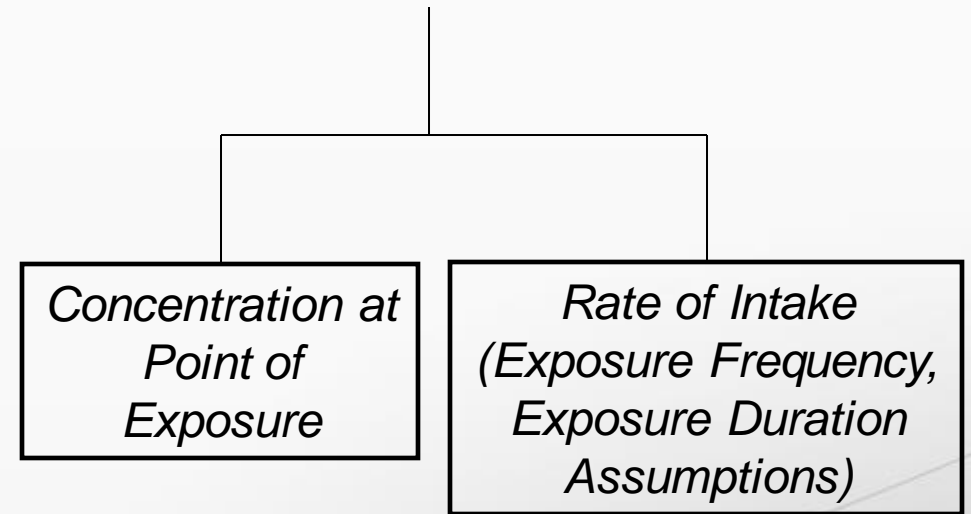 Concentration at
Point of
Exposure
Rate of Intake
(Exposure Frequency,
Exposure Duration
Assumptions)